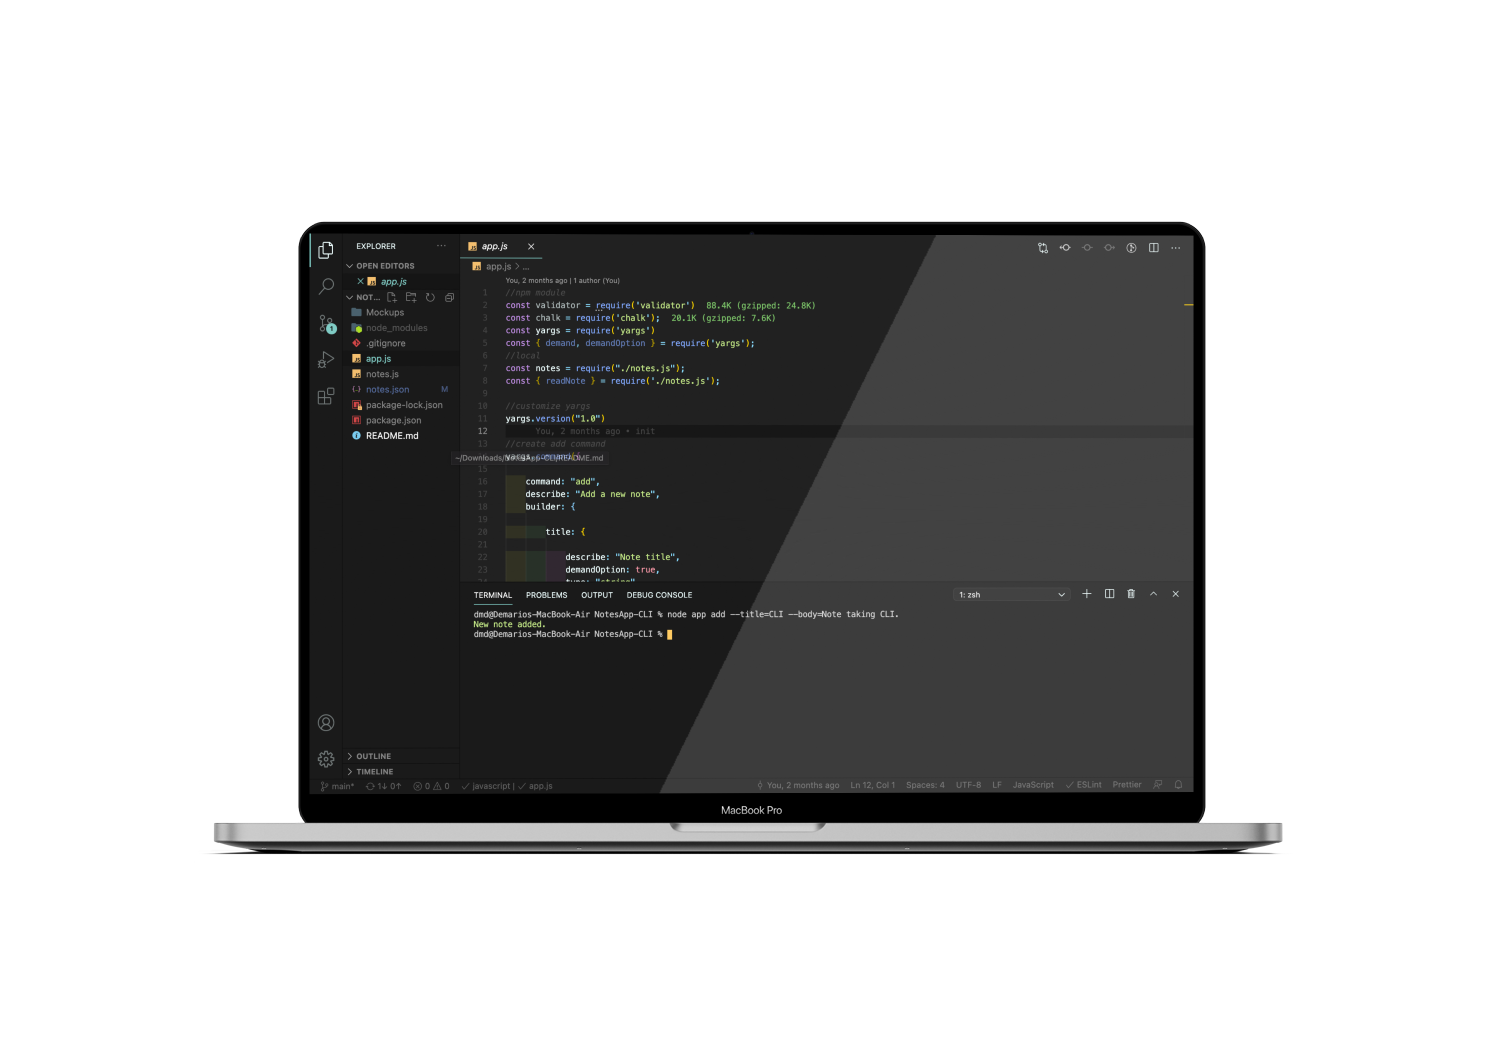 EXPLORER
OPEN EDITORS
app.js
NOT...
Mockups
node_modules
.gitignore
app.js
notes.js
notes.json M
package-lock.json
package.json
README.md
OUTLINE
TIMELINE
1
app.js
app.js > ...
You, 2 months ago | 1 author (You)
1 //npm module
2 const validator = require('validator') 88.4K (gzipped: 24.8K)
3 const chalk = require('chalk'); 20.1K (gzipped: 7.6K)
4 const yargs = require('yargs')
5 const { demand, demandOption } = require('yargs');
6 //local
7 const notes = require("./notes.js");
8 const { readNote } = require('./notes.js');
9
10 //customize yargs
11 yargs.version("1.0")
12 You, 2 months ago • init
13 //create add command
~/Downloads/NotesApp-CLI/README.md
15
16 command: "add",
17 describe: "Add a new note",
18 builder: {
19
20 title: {
21
22 describe: "Note title",
23 demandOption: true,
24 type: "string"
TERMINAL PROBLEMS OUTPUT DEBUG CONSOLE
1: zsh
dmd@Demarios-MacBook-Air NotesApp-CLI % node app add --title=CLI --body=Note taking CLI.
New note added.
dmd@Demarios-MacBook-Air NotesApp-CLI %
main* 1↓ 0↑ 0 0 javascript | app.js
You, 2 months ago Ln 12, Col 1 Spaces: 4 UTF-8 LF JavaScript ESLint Prettier
MacBook Pro